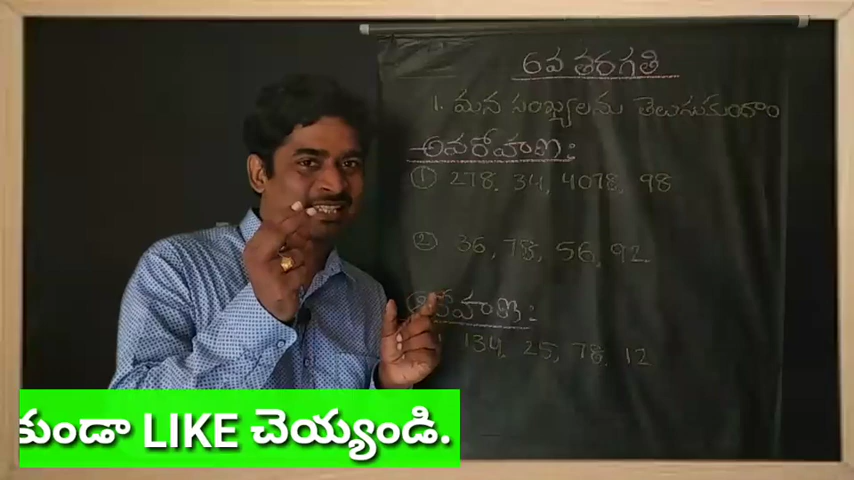 6వ తరగతి
1. మన సంఖ్యలను తెలుసుకుందాం
అవరోహణ:
① 278, 34, 4078, 98
② 36, 78, 56, 92
ఆరోహణ:
134, 25, 78, 12
కుండా LIKE చెయ్యండి.